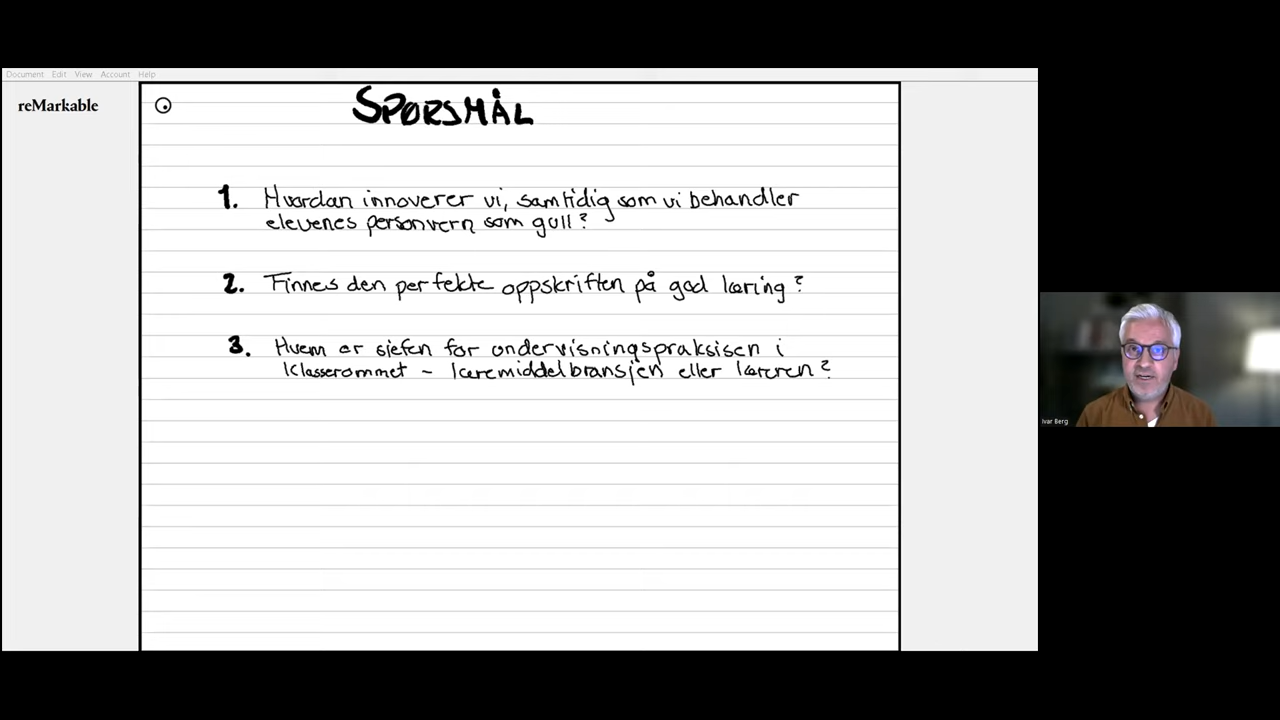 Document Edit View Account Help
reMarkable
SPØRSMÅL
1. Hvordan innoverer vi, samtidig som vi behandler
elevenes personvern som gull?
2. Finnes den perfekte oppskriften på god læring?
3. Hvem er sjefen for undervisningspraksisen i
klasserommet - læremiddelbransjen eller læreren?
Ivar Berg